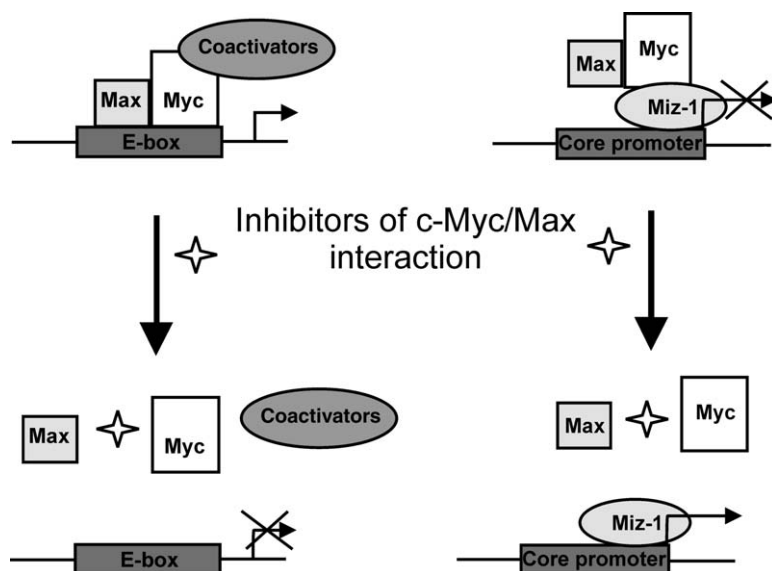 Coactivators
Max
Myc
E-box
Myc
Max
Miz-1
Core promoter
Inhibitors of c-Myc/Max
interaction
Max
Myc
Coactivators
E-box
Max
Myc
Miz-1
Core promoter